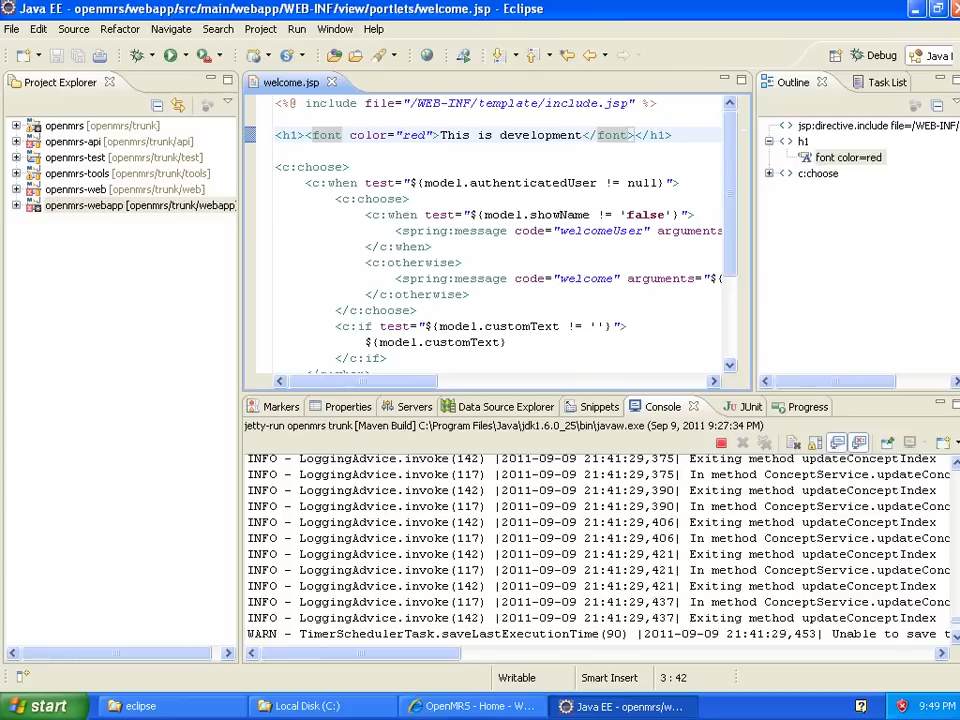 Java EE - openmrs/webapp/src/main/webapp/WEB-INF/view/portlets/welcome.jsp - Eclipse
File Edit Source Refactor Navigate Search Project Run Window Help
Debug Java
Project Explorer
openmrs [openmrs/trunk]
openmrs-api [openmrs/trunk/api]
openmrs-test [openmrs/trunk/test]
openmrs-tools [openmrs/trunk/tools]
openmrs-web [openmrs/trunk/web]
openmrs-webapp [openmrs/trunk/webapp]
welcome.jsp
<%@ include file="/WEB-INF/template/include.jsp" %>
<h1><font color="red">This is development</font></h1>
<c:choose>
<c:when test="${model.authenticatedUser != null}">
<c:choose>
<c:when test="${model.showName != 'false'}">
<spring:message code="welcomeUser" arguments
</c:when>
<c:otherwise>
<spring:message code="welcome" arguments="${
</c:otherwise>
</c:choose>
<c:if test="${model.customText != ''}">
${model.customText}
</c:if>
Outline Task List
jsp:directive.include file=/WEB-INF/
h1
font color=red
c:choose
Markers Properties Servers Data Source Explorer Snippets Console JUnit Progress
jetty-run openmrs trunk [Maven Build] C:\Program Files\Java\jdk1.6.0_25\bin\javaw.exe (Sep 9, 2011 9:27:34 PM)
INFO - LoggingAdvice.invoke(142) |2011-09-09 21:41:29,375| Exiting method updateConceptIndex
INFO - LoggingAdvice.invoke(117) |2011-09-09 21:41:29,375| In method ConceptService.updateConc
INFO - LoggingAdvice.invoke(142) |2011-09-09 21:41:29,390| Exiting method updateConceptIndex
INFO - LoggingAdvice.invoke(117) |2011-09-09 21:41:29,390| In method ConceptService.updateConc
INFO - LoggingAdvice.invoke(142) |2011-09-09 21:41:29,406| Exiting method updateConceptIndex
INFO - LoggingAdvice.invoke(117) |2011-09-09 21:41:29,406| In method ConceptService.updateConc
INFO - LoggingAdvice.invoke(142) |2011-09-09 21:41:29,421| Exiting method updateConceptIndex
INFO - LoggingAdvice.invoke(117) |2011-09-09 21:41:29,421| In method ConceptService.updateConc
INFO - LoggingAdvice.invoke(142) |2011-09-09 21:41:29,437| Exiting method updateConceptIndex
INFO - LoggingAdvice.invoke(117) |2011-09-09 21:41:29,437| In method ConceptService.updateConc
INFO - LoggingAdvice.invoke(142) |2011-09-09 21:41:29,437| Exiting method updateConceptIndex
WARN - TimerSchedulerTask.saveLastExecutionTime(90) |2011-09-09 21:41:29,453| Unable to save t
Writable Smart Insert 3 : 42
start eclipse Local Disk (C:) OpenMRS - Home - W... Java EE - openmrs/w... 9:49 PM